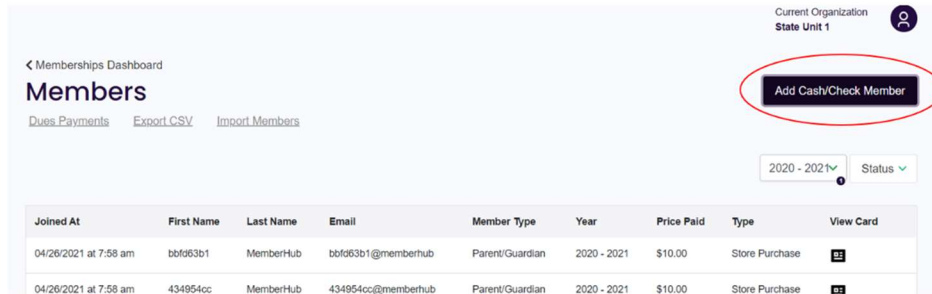 Current Organization
State Unit 1
Memberships Dashboard
Members
Add Cash/Check Member
Dues Payments Export CSV Import Members
2020 - 2021 Status
1
Joined At First Name Last Name Email Member Type Year Price Paid Type View Card
04/26/2021 at 7:58 am bbfd63b1 MemberHub bbfd63b1@memberhub Parent/Guardian 2020 - 2021 $10.00 Store Purchase
04/26/2021 at 7:58 am 434954cc MemberHub 434954cc@memberhub Parent/Guardian 2020 - 2021 $10.00 Store Purchase